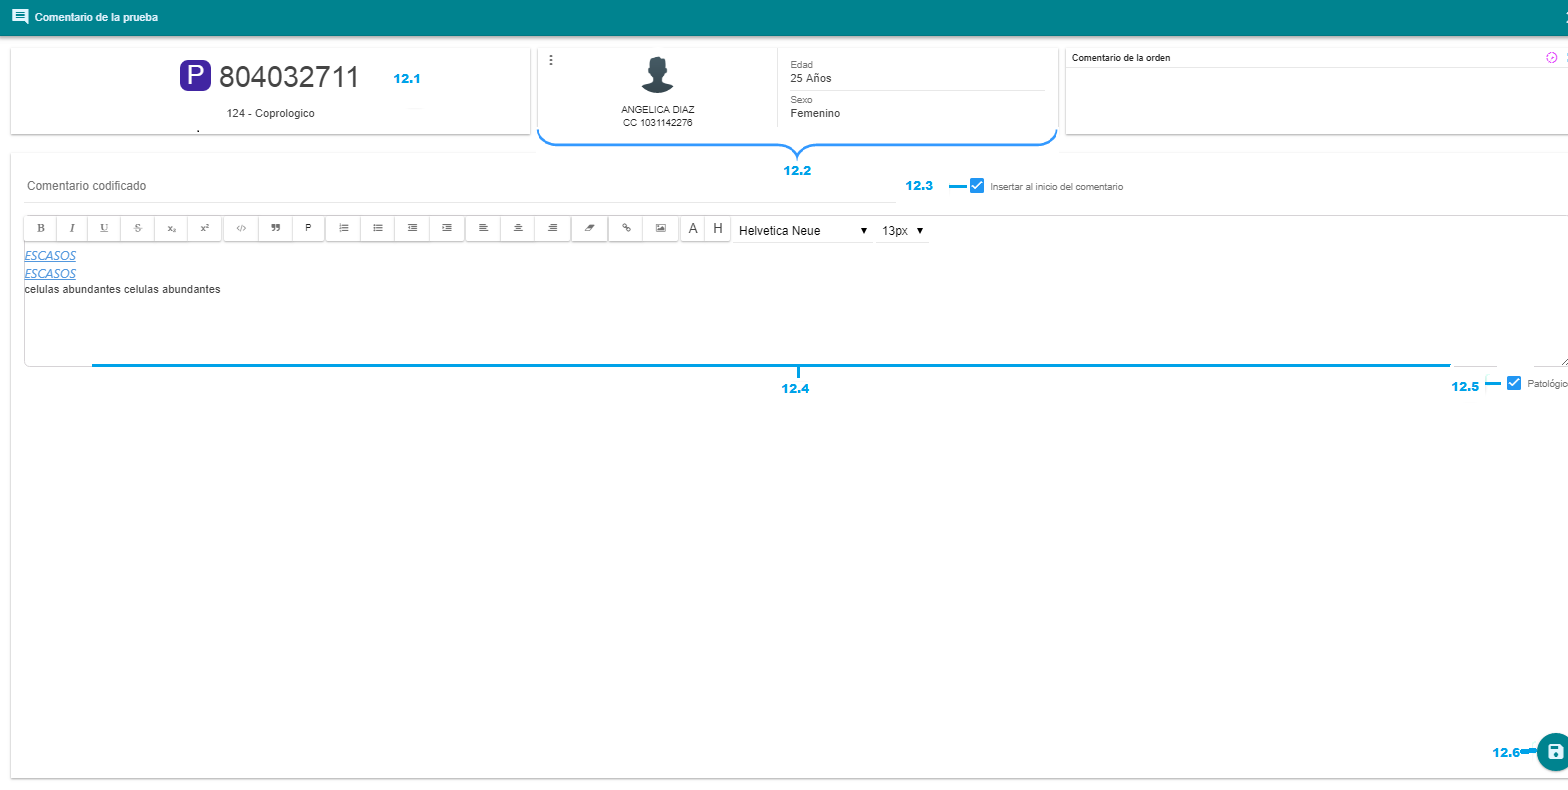 Comentario de la prueba
P 804032711 12.1
124 - Coprologico
ANGELICA DIAZ
CC 1031142276
Edad
25 Años
Sexo
Femenino
Comentario de la orden
12.2
Comentario codificado
12.3 Insertar al inicio del comentario
B I U S x₂ x² </> " P A H Helvetica Neue 13px
ESCASOS
ESCASOS
celulas abundantes celulas abundantes
12.4
12.5 Patológic
12.6